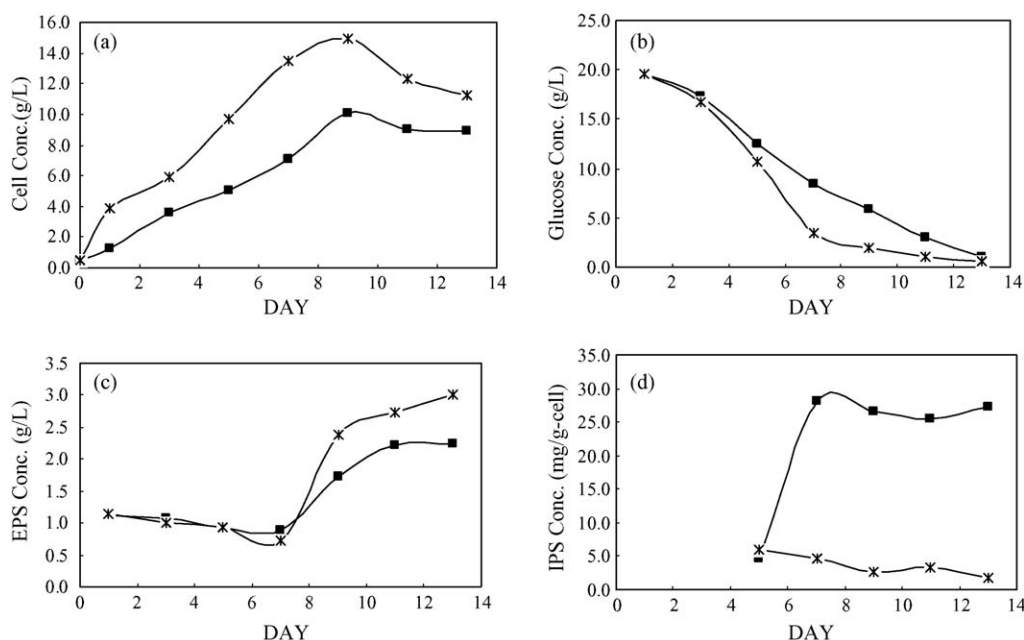 (a)
Cell Conc.(g/L)
16.0
14.0
12.0
10.0
8.0
6.0
4.0
2.0
0.0
0 2 4 6 8 10 12 14
DAY
(b)
Glucose Conc. (g/L)
25.0
20.0
15.0
10.0
5.0
0.0
0 2 4 6 8 10 12 14
DAY
(c)
EPS Conc. (g/L)
3.5
3.0
2.5
2.0
1.5
1.0
0.5
0.0
0 2 4 6 8 10 12 14
DAY
(d)
IPS Conc. (mg/g-cell)
35.0
30.0
25.0
20.0
15.0
10.0
5.0
0.0
0 2 4 6 8 10 12 14
DAY